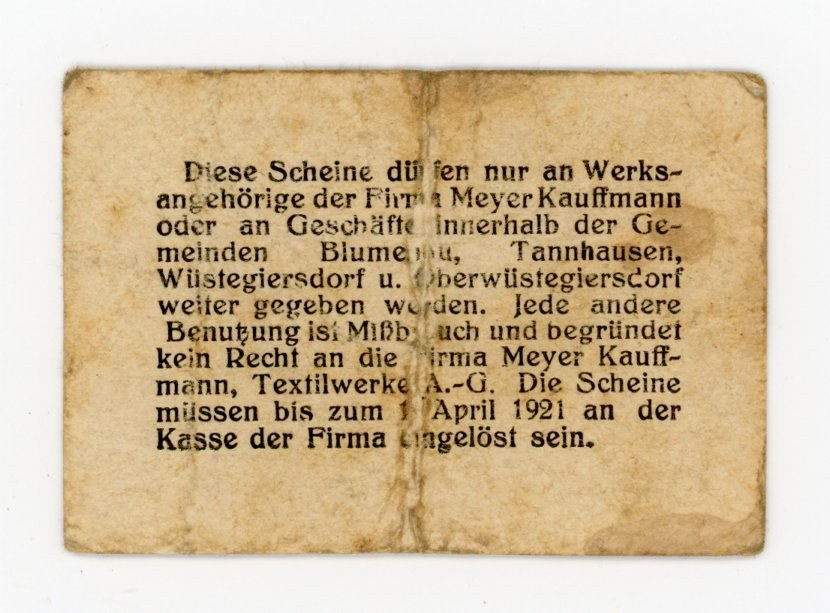 Diese Scheine dürfen nur an Werks-
angehörige der Firma Meyer Kauffmann
oder an Geschäfte innerhalb der Ge-
meinden Blumenau, Tannhausen,
Wüstegiersdorf u. Oberwüstegiersdorf
weiter gegeben werden. Jede andere
Benutzung ist Mißbrauch und begründet
kein Recht an die Firma Meyer Kauff-
mann, Textilwerke A.-G. Die Scheine
müssen bis zum 1. April 1921 an der
Kasse der Firma eingelöst sein.